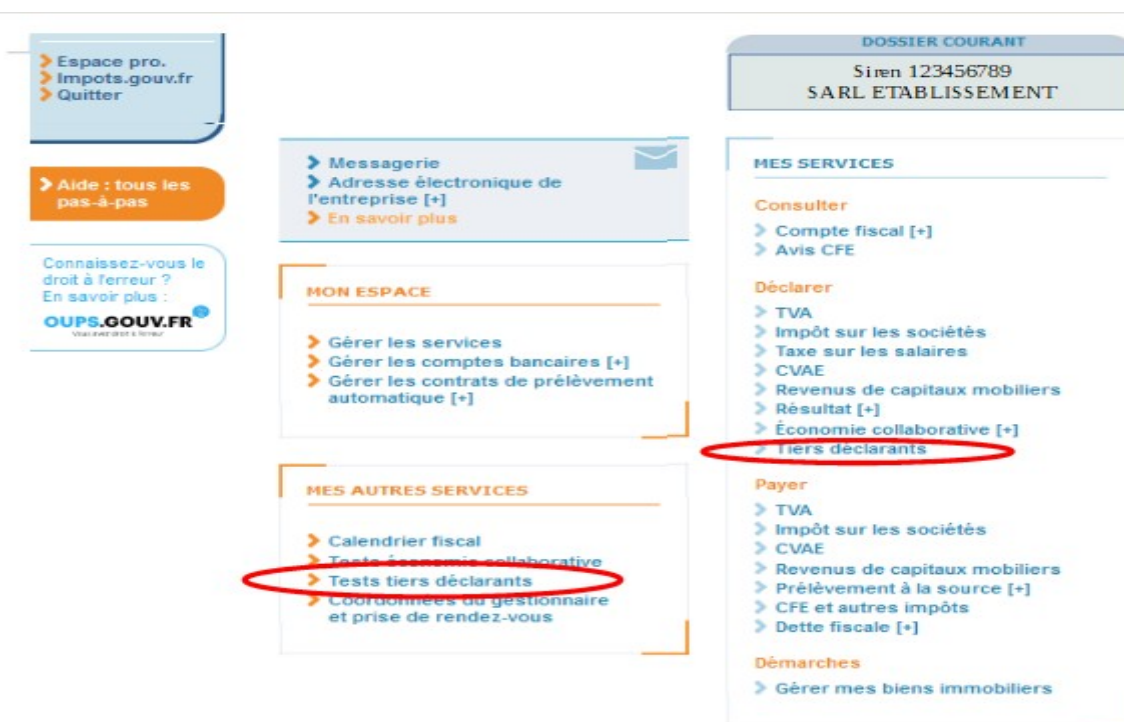 Espace pro.
Impots.gouv.fr
Quitter
Aide : tous les
pas-à-pas
Connaissez-vous le
droit à l'erreur ?
En savoir plus :
OUPS.GOUV.FR
Messagerie
Adresse électronique de
l'entreprise [+]
En savoir plus
MON ESPACE
Gérer les services
Gérer les comptes bancaires [+]
Gérer les contrats de prélèvement
automatique [+]
MES AUTRES SERVICES
Calendrier fiscal
Tests économie collaborative
Tests tiers déclarants
Coordonnées du gestionnaire
et prise de rendez-vous
DOSSIER COURANT
Siren 123456789
SARL ETABLISSEMENT
MES SERVICES
Consulter
Compte fiscal [+]
Avis CFE
Déclarer
TVA
Impôt sur les sociétés
Taxe sur les salaires
CVAE
Revenus de capitaux mobiliers
Résultat [+]
Économie collaborative [+]
Tiers déclarants
Payer
TVA
Impôt sur les sociétés
CVAE
Revenus de capitaux mobiliers
Prélèvement à la source [+]
CFE et autres impôts
Dette fiscale [+]
Démarches
Gérer mes biens immobiliers